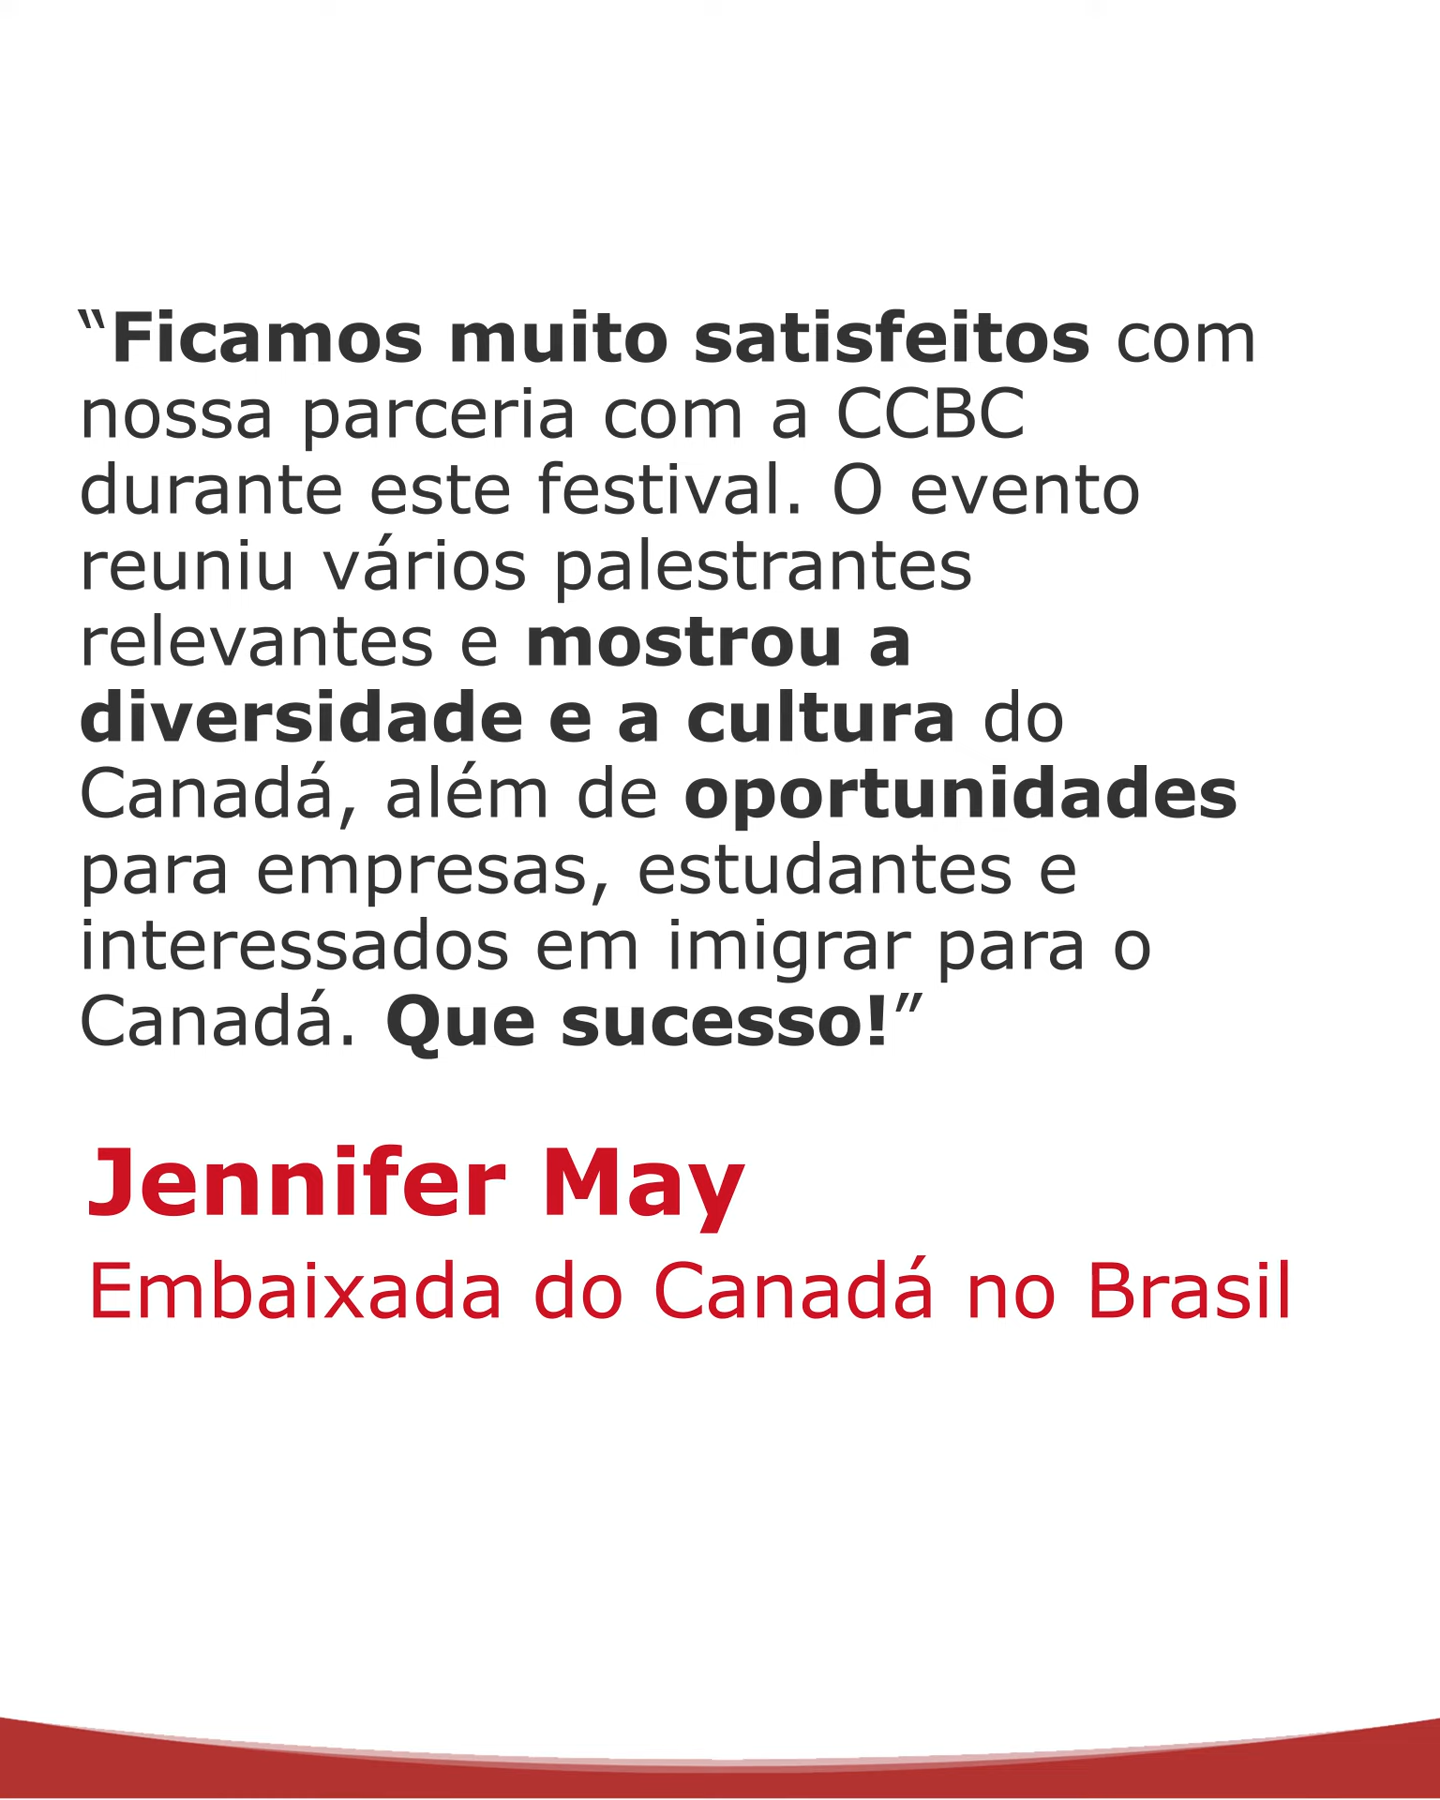 “Ficamos muito satisfeitos com
nossa parceria com a CCBC
durante este festival. O evento
reuniu vários palestrantes
relevantes e mostrou a
diversidade e a cultura do
Canadá, além de oportunidades
para empresas, estudantes e
interessados em imigrar para o
Canadá. Que sucesso!”
Jennifer May
Embaixada do Canadá no Brasil